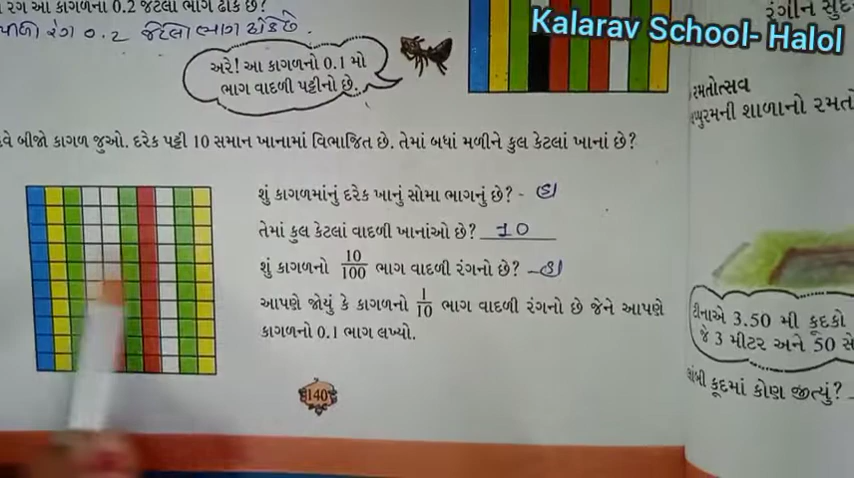 રંગ આ કાગળના 0.2 જેટલા ભાગ ઢાંકે છે?
પીળો રંગ 0.2 જેટલો ભાગ ઢાંકે છે.
Kalarav School- Halol
રંગીન સુંદ
અરે! આ કાગળનો 0.1 મો
ભાગ વાદળી પટ્ટીનો છે.
રમતોત્સવ
મ્પુરમની શાળાનો રમતો
વે બીજો કાગળ જુઓ. દરેક પટ્ટી 10 સમાન ખાનામાં વિભાજિત છે. તેમાં બધાં મળીને કુલ કેટલાં ખાનાં છે?
શું કાગળમાંનું દરેક ખાનું સોમા ભાગનું છે? - હા
તેમાં કુલ કેટલાં વાદળી ખાનાંઓ છે? 10
શું કાગળનો 10/100 ભાગ વાદળી રંગનો છે? હા
આપણે જોયું કે કાગળનો 1/10 ભાગ વાદળી રંગનો છે જેને આપણે
કાગળનો 0.1 ભાગ લખ્યો.
ટીનાએ 3.50 મી કૂદકો
જે 3 મીટર અને 50 સે
લાંબી કૂદમાં કોણ જીત્યું?
140